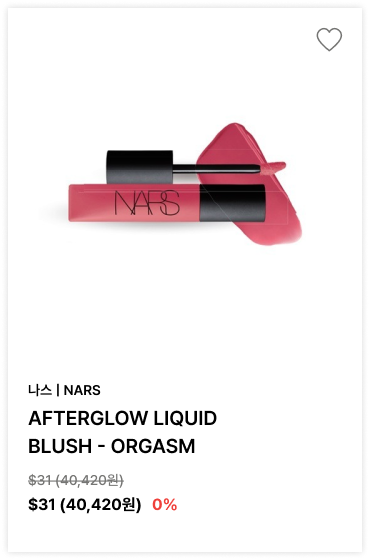 NARS
나스 | NARS
AFTERGLOW LIQUID
BLUSH - ORGASM
$31 (40,420원)
$31 (40,420원) 0%